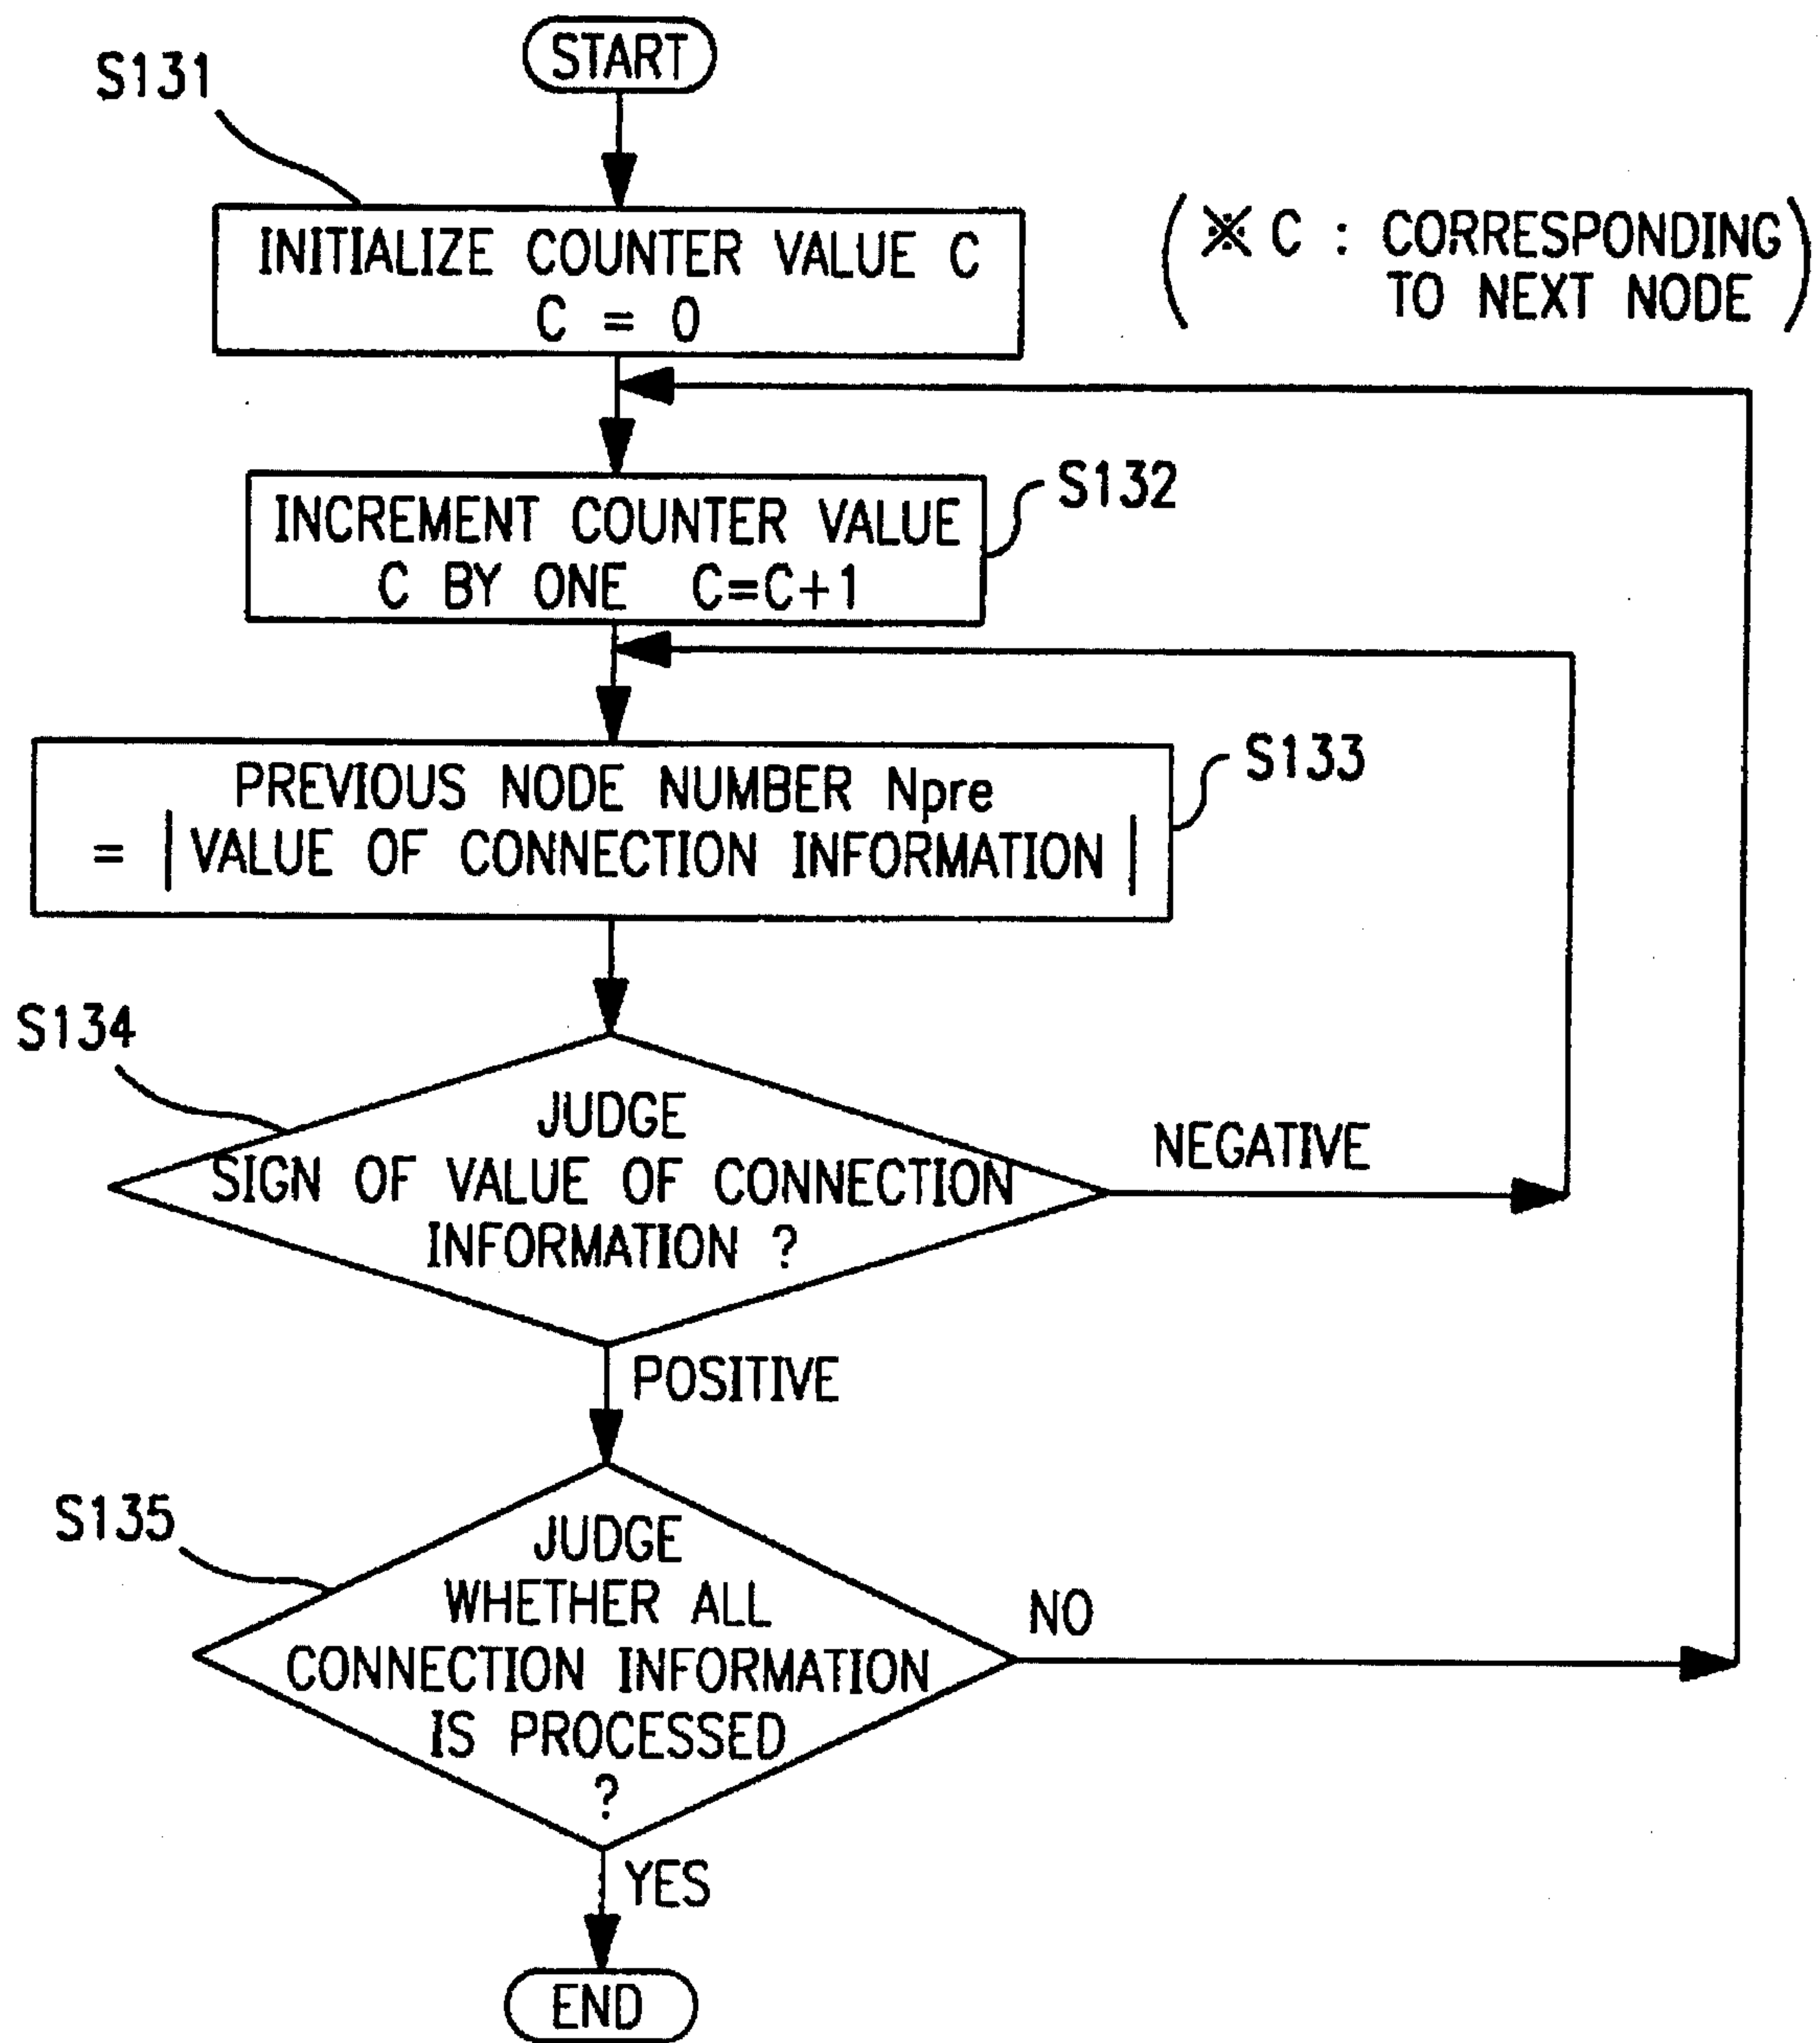 START
S131
INITIALIZE COUNTER VALUE C
C = 0
(※ C : CORRESPONDING
TO NEXT NODE)
INCREMENT COUNTER VALUE
C BY ONE C=C+1
S132
PREVIOUS NODE NUMBER Npre
= |VALUE OF CONNECTION INFORMATION|
S133
S134
JUDGE
SIGN OF VALUE OF CONNECTION
INFORMATION ?
NEGATIVE
POSITIVE
S135
JUDGE
WHETHER ALL
CONNECTION INFORMATION
IS PROCESSED
?
NO
YES
END